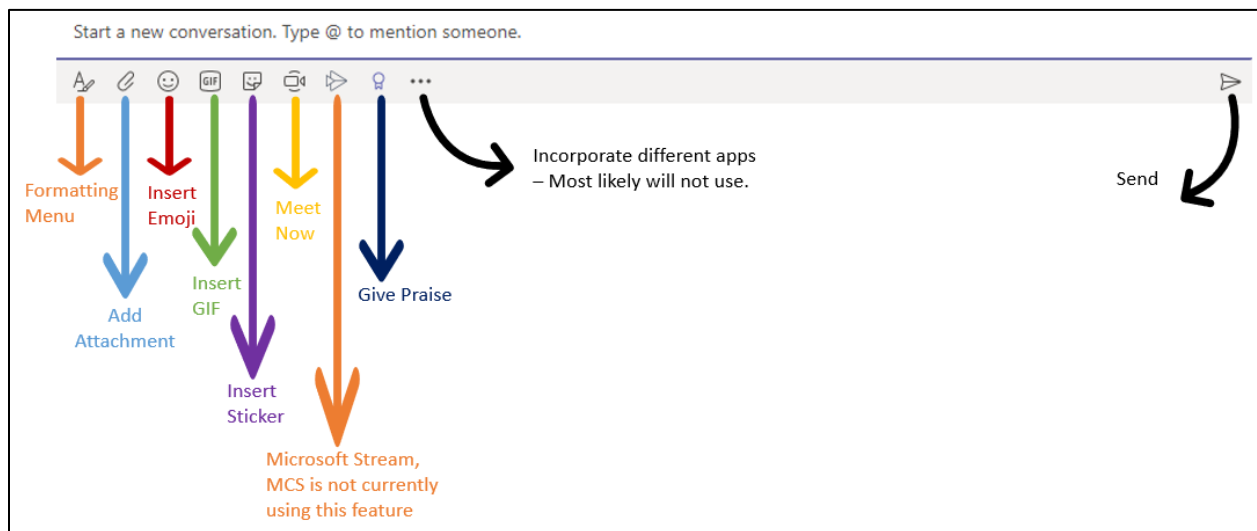 Start a new conversation. Type @ to mention someone.
GIF
Formatting
Menu
Add
Attachment
Insert
Emoji
Insert
GIF
Insert
Sticker
Meet
Now
Microsoft Stream,
MCS is not currently
using this feature
Give Praise
Incorporate different apps
– Most likely will not use.
Send